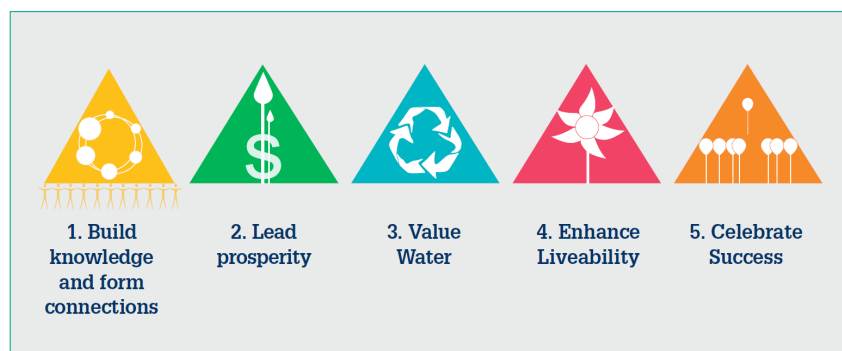 $
1. Build
knowledge
and form
connections
2. Lead
prosperity
3. Value
Water
4. Enhance
Liveability
5. Celebrate
Success